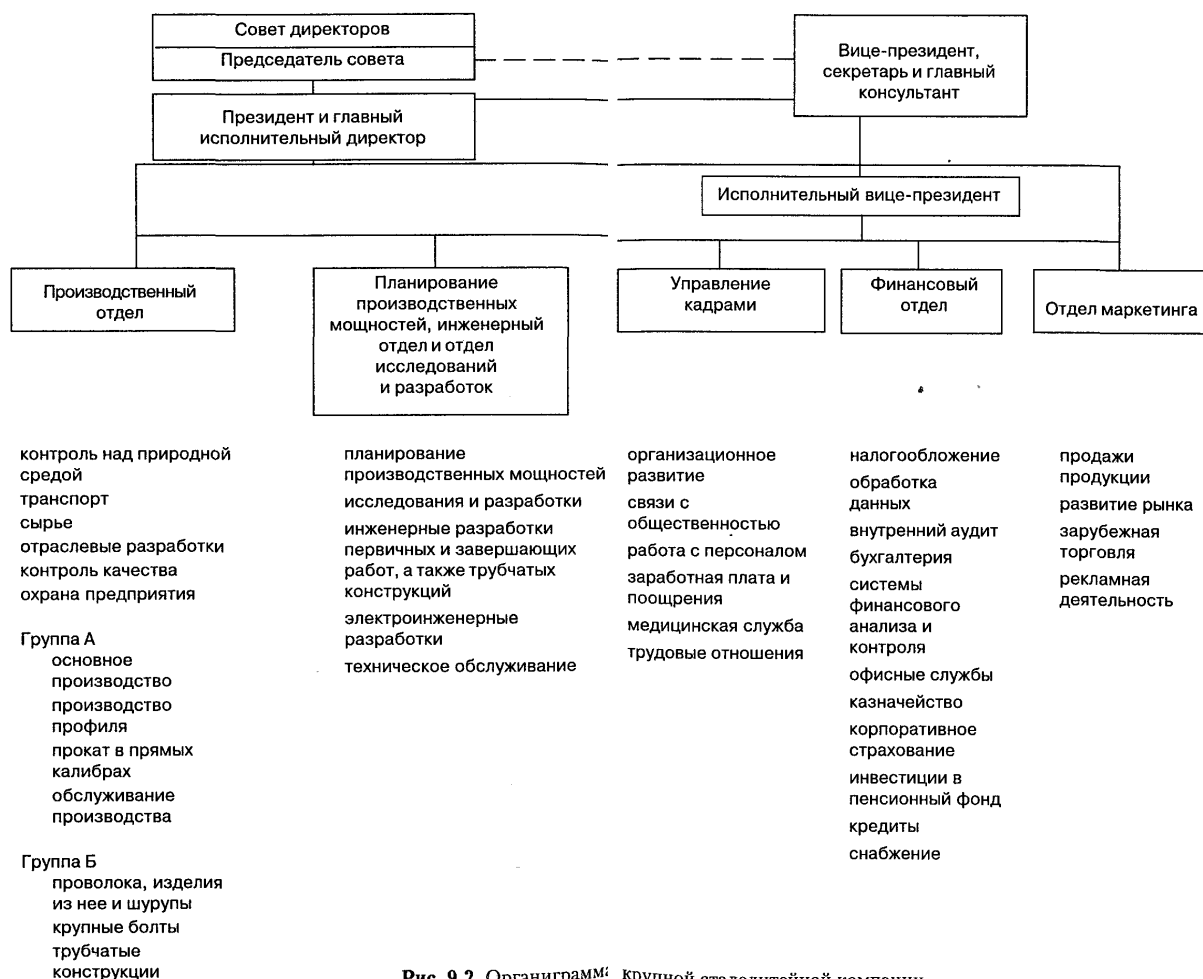 Совет директоров
Председатель совета
Президент и главный
исполнительный директор
Вице-президент,
секретарь и главный
консультант
Исполнительный вице-президент
Производственный
отдел
Планирование
производственных
мощностей, инженерный
отдел и отдел
исследований
и разработок
Управление
кадрами
Финансовый
отдел
Отдел маркетинга
контроль над природной
средой
транспорт
сырье
отраслевые разработки
контроль качества
охрана предприятия
Группа А
основное
производство
производство
профиля
прокат в прямых
калибрах
обслуживание
производства
Группа Б
проволока, изделия
из нее и шурупы
крупные болты
трубчатые
конструкции
планирование
производственных мощностей
исследования и разработки
инженерные разработки
первичных и завершающих
работ, а также трубчатых
конструкций
электроинженерные
разработки
техническое обслуживание
организационное
развитие
связи с
общественностью
работа с персоналом
заработная плата и
поощрения
медицинская служба
трудовые отношения
налогообложение
обработка
данных
внутренний аудит
бухгалтерия
системы
финансового
анализа и
контроля
офисные службы
казначейство
корпоративное
страхование
инвестиции в
пенсионный фонд
кредиты
снабжение
продажи
продукции
развитие рынка
зарубежная
торговля
рекламная
деятельность
Рис. 9.2. Органиграмма крупной сталелитейной компании